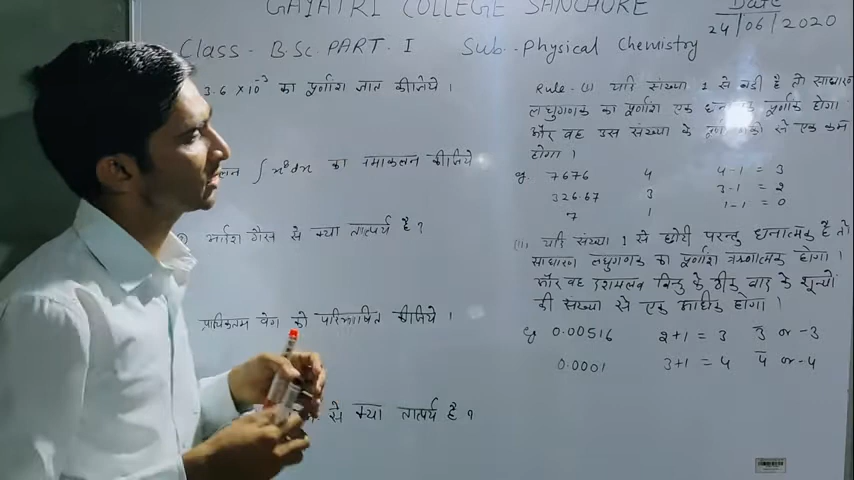 GAYATRI COLLEGE SANCHORE
Date
24/06/2020
Class - B.Sc. PART. I Sub.- Physical Chemistry
3.6 × 10⁻³ का पूर्णांश ज्ञात कीजिये ।
∫ x⁸dx का समाकलन कीजिये
आदर्श गैस से क्या तात्पर्य है ?
प्रायिकतम वेग को परिभाषित कीजिये ।
से क्या तात्पर्य है ?
Rule - (i) यदि संख्या 1 से बड़ी है तो साधारण
लघुगणक का पूर्णांश एक पूर्णांक होगा
और वह उस संख्या के से एक कम
होगा ।
eg. 7676 4 4-1 = 3
326.67 3 3-1 = 2
7 1 1-1 = 0
(ii) यदि संख्या 1 से छोटी परन्तु धनात्मक है तो
साधारण लघुगणक का पूर्णांश ऋणात्मक होगा ।
और वह दशमलव बिन्दु के ठीक बाद के शून्यों
की संख्या से एक अधिक होगा ।
eg 0.00516 2+1 = 3 3̅ or -3
0.0001 3+1 = 4 4̅ or -4